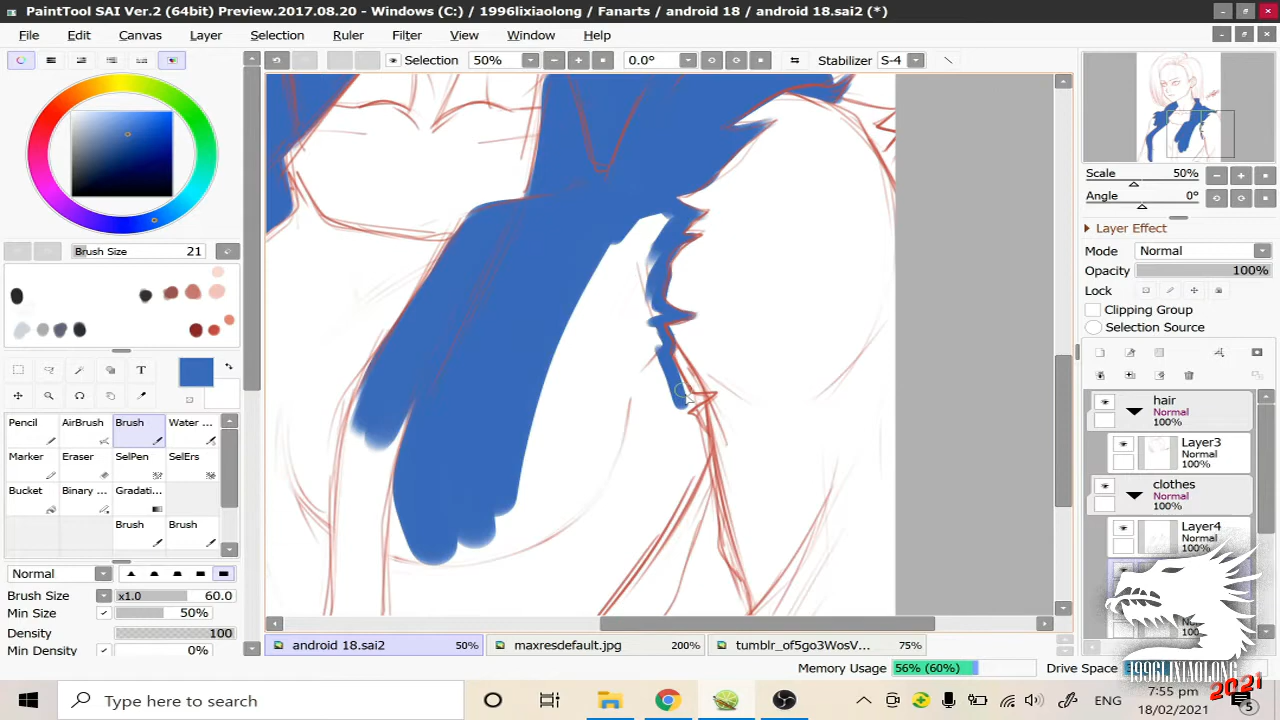 PaintTool SAI Ver.2 (64bit) Preview.2017.08.20 - Windows (C:) / 1996lixiaolong / Fanarts / android 18 / android 18.sai2 (*)
File Edit Canvas Layer Selection Ruler Filter View Window Help
Selection 50% 0.0° Stabilizer S-4
Brush Size 21
T
Pencil AirBrush Brush Water ...
Marker Eraser SelPen SelErs
Bucket Binary ... Gradati...
Brush Brush
Normal
Brush Size x1.0 60.0
Min Size 50%
Density 100
Min Density 0%
Scale 50%
Angle 0°
Layer Effect
Mode Normal
Opacity 100%
Lock
Clipping Group
Selection Source
hair
Normal
100%
Layer3
Normal
100%
clothes
Normal
100%
Layer4
Normal
100%
android 18.sai2 50% maxresdefault.jpg 200% tumblr_of5go3WosV... 75%
Memory Usage 56% (60%) Drive Space
1996LIXIAOLONG
2021
Type here to search
ENG
7:55 pm
18/02/2021
5